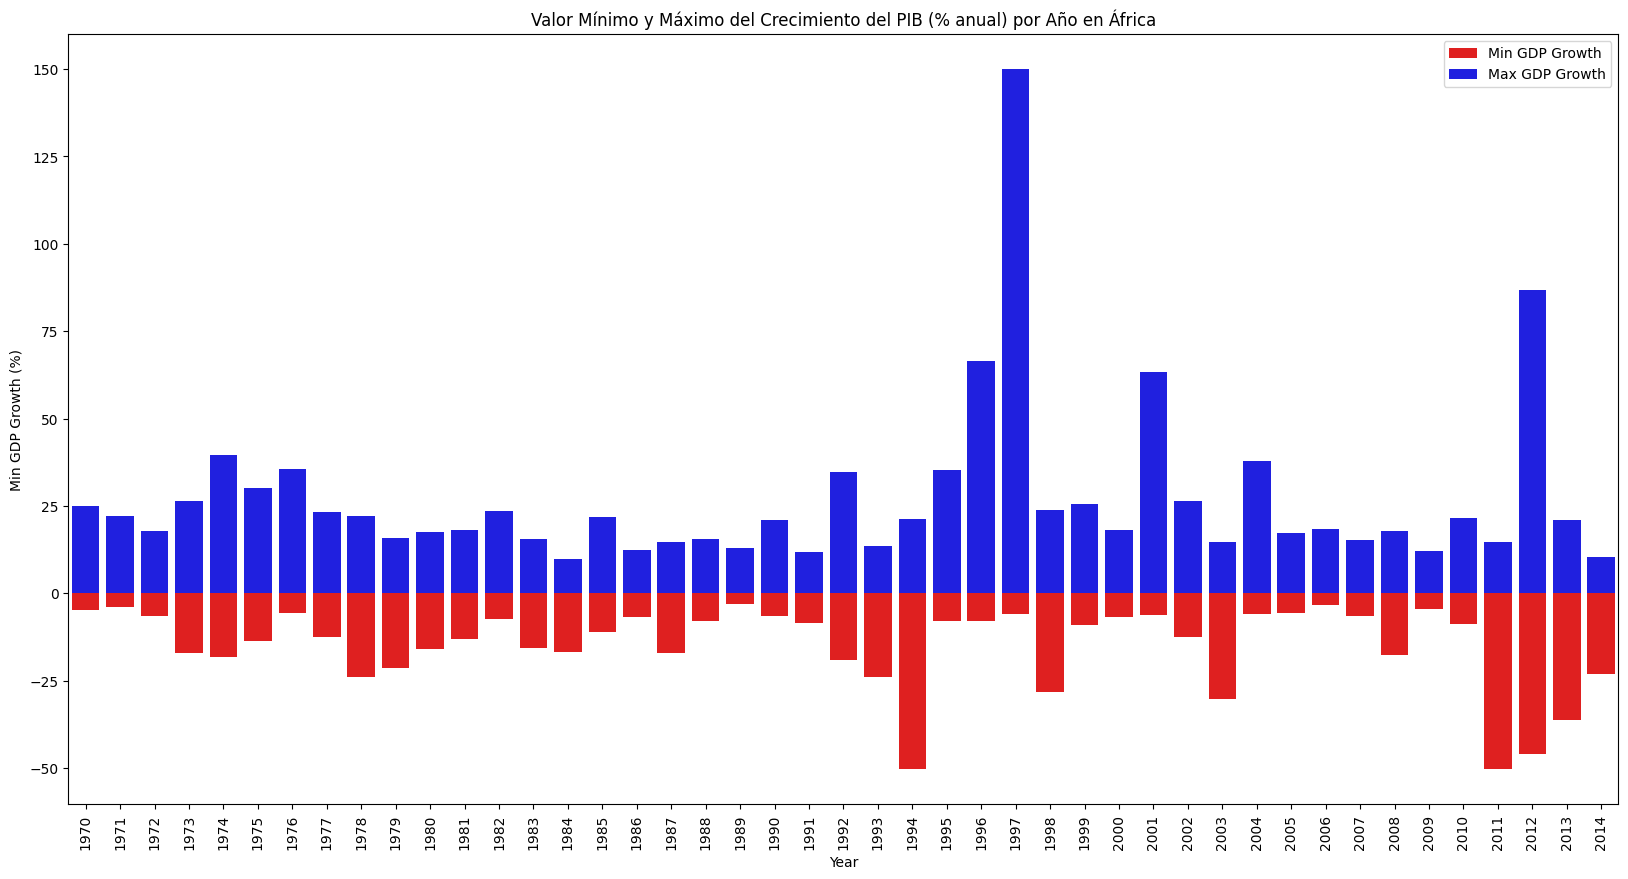 Valor Mínimo y Máximo del Crecimiento del PIB (% anual) por Año en África
Min GDP Growth
Max GDP Growth
150
125
100
75
50
25
0
−25
−50
Min GDP Growth (%)
1970 1971 1972 1973 1974 1975 1976 1977 1978 1979 1980 1981 1982 1983 1984 1985 1986 1987 1988 1989 1990 1991 1992 1993 1994 1995 1996 1997 1998 1999 2000 2001 2002 2003 2004 2005 2006 2007 2008 2009 2010 2011 2012 2013 2014
Year